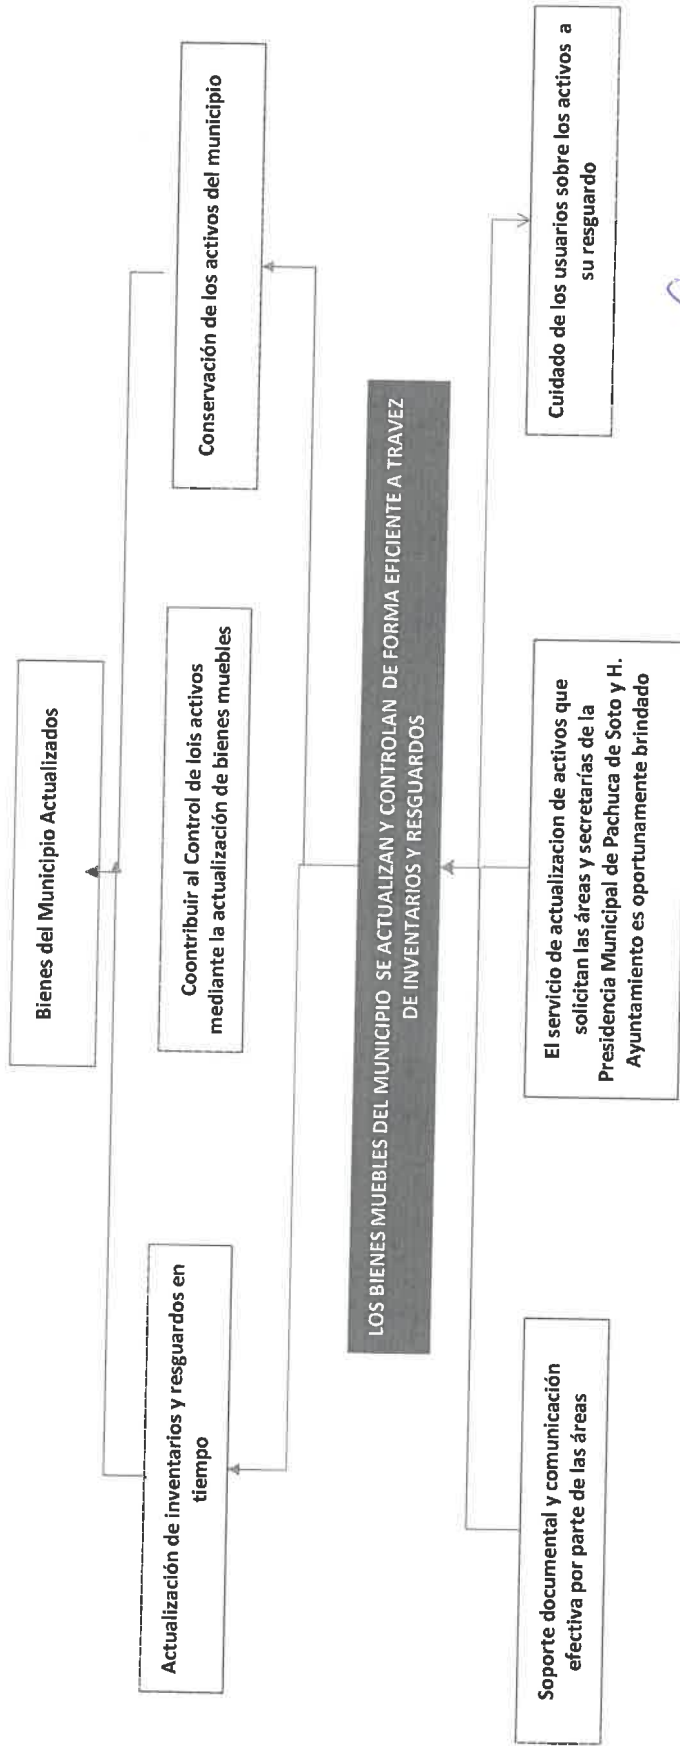 Bienes del Municipio Actualizados
Actualización de inventarios y resguardos en
tiempo
Coontribuir al Control de lois activos
mediante la actualización de bienes muebles
Conservación de los activos del municipio
LOS BIENES MUEBLES DEL MUNICIPIO SE ACTUALIZAN Y CONTROLAN DE FORMA EFICIENTE A TRAVEZ
DE INVENTARIOS Y RESGUARDOS
Soporte documental y comunicación
efectiva por parte de las áreas
El servicio de actualizacion de activos que
solicitan las áreas y secretarías de la
Presidencia Municipal de Pachuca de Soto y H.
Ayuntamiento es oportunamente brindado
Cuidado de los usuarios sobre los activos a
su resguardo